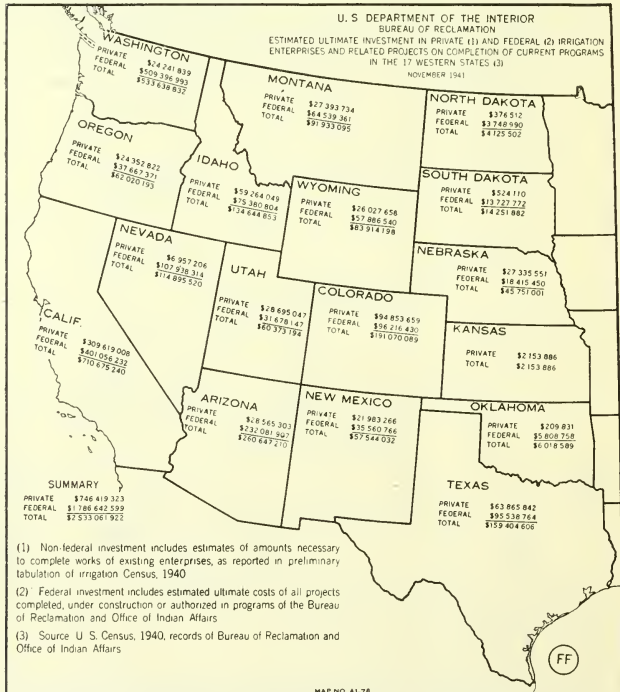 U. S DEPARTMENT OF THE INTERIOR
BUREAU OF RECLAMATION
ESTIMATED ULTIMATE INVESTMENT IN PRIVATE (1) AND FEDERAL (2) IRRIGATION
ENTERPRISES AND RELATED PROJECTS ON COMPLETION OF CURRENT PROGRAMS
IN THE 17 WESTERN STATES (3)
NOVEMBER 1941
WASHINGTON
PRIVATE $24 241 839
FEDERAL $509 396 993
TOTAL $533 638 832
MONTANA
PRIVATE $27 393 734
FEDERAL $64 539 361
TOTAL $91 933 095
NORTH DAKOTA
PRIVATE $376 512
FEDERAL $3 748 990
TOTAL $4 125 502
OREGON
PRIVATE $24 352 822
FEDERAL $37 667 371
TOTAL $62 020 193
IDAHO
PRIVATE $59 264 049
FEDERAL $75 380 804
TOTAL $134 644 853
WYOMING
PRIVATE $26 027 658
FEDERAL $57 886 540
TOTAL $83 914 198
SOUTH DAKOTA
PRIVATE $524 110
FEDERAL $13 727 772
TOTAL $14 251 882
NEVADA
PRIVATE $6 957 206
FEDERAL $107 938 314
TOTAL $114 895 520
UTAH
PRIVATE $28 695 047
FEDERAL $31 678 147
TOTAL $60 373 194
COLORADO
PRIVATE $94 853 659
FEDERAL $96 216 430
TOTAL $191 070 089
NEBRASKA
PRIVATE $27 335 551
FEDERAL $18 415 450
TOTAL $45 751 001
KANSAS
PRIVATE $2 153 886
TOTAL $2 153 886
CALIF.
PRIVATE $309 619 008
FEDERAL $401 056 232
TOTAL $710 675 240
ARIZONA
PRIVATE $28 565 303
FEDERAL $232 081 907
TOTAL $260 647 210
NEW MEXICO
PRIVATE $21 983 266
FEDERAL $35 560 766
TOTAL $57 544 032
OKLAHOMA
PRIVATE $209 831
FEDERAL $5 808 758
TOTAL $6 018 589
TEXAS
PRIVATE $63 865 842
FEDERAL $95 538 764
TOTAL $159 404 606
SUMMARY
PRIVATE $746 419 323
FEDERAL $1 786 642 599
TOTAL $2 533 061 922
(1) Non-federal investment includes estimates of amounts necessary
to complete works of existing enterprises, as reported in preliminary
tabulation of irrigation Census, 1940
(2) Federal investment includes estimated ultimate costs of all projects
completed, under construction or authorized in programs of the Bureau
of Reclamation and Office of Indian Affairs
(3) Source U S. Census, 1940, records of Bureau of Reclamation and
Office of Indian Affairs
FF
MAP NO. 41-78